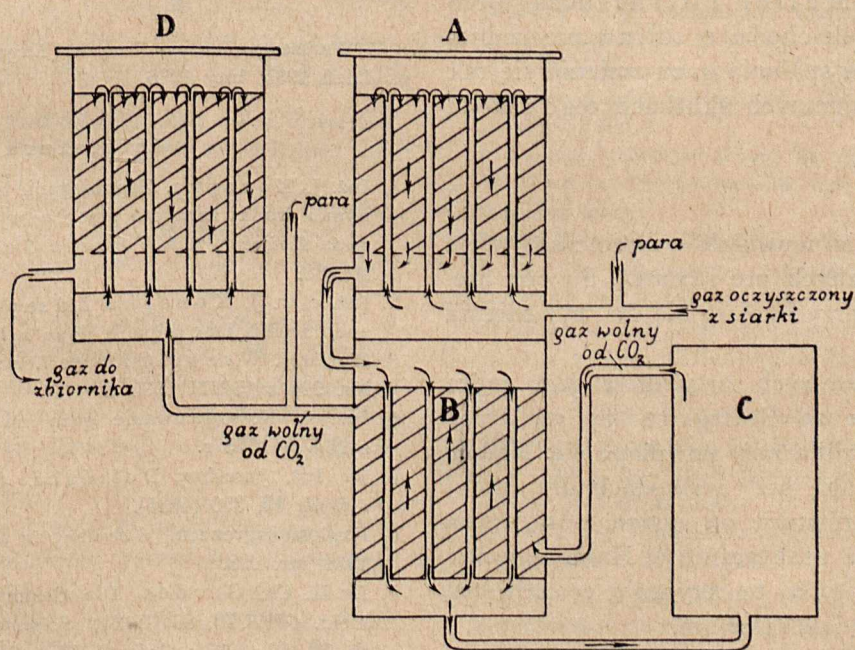 D
A
para
para
gaz oczyszczony
z siarki
gaz wolny
od CO₂
gaz do
zbiornika
B
C
gaz wolny
od CO₂